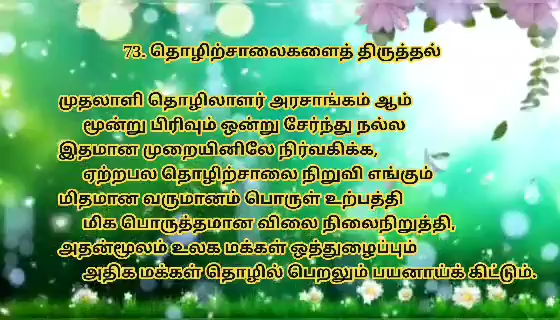 73. தொழிற்சாலைகளைத் திருத்தல்
முதலாளி தொழிலாளர் அரசாங்கம் ஆம்
மூன்று பிரிவும் ஒன்று சேர்ந்து நல்ல
இதமான முறையினிலே நிர்வகிக்க,
ஏற்றபல தொழிற்சாலை நிறுவி எங்கும்
மிதமான வருமானம் பொருள் உற்பத்தி
மிக பொருத்தமான விலை நிலைநிறுத்தி,
அதன்மூலம் உலக மக்கள் ஒத்துழைப்பும்
அதிக மக்கள் தொழில் பெறலும் பயனாய்க் கிட்டும்.